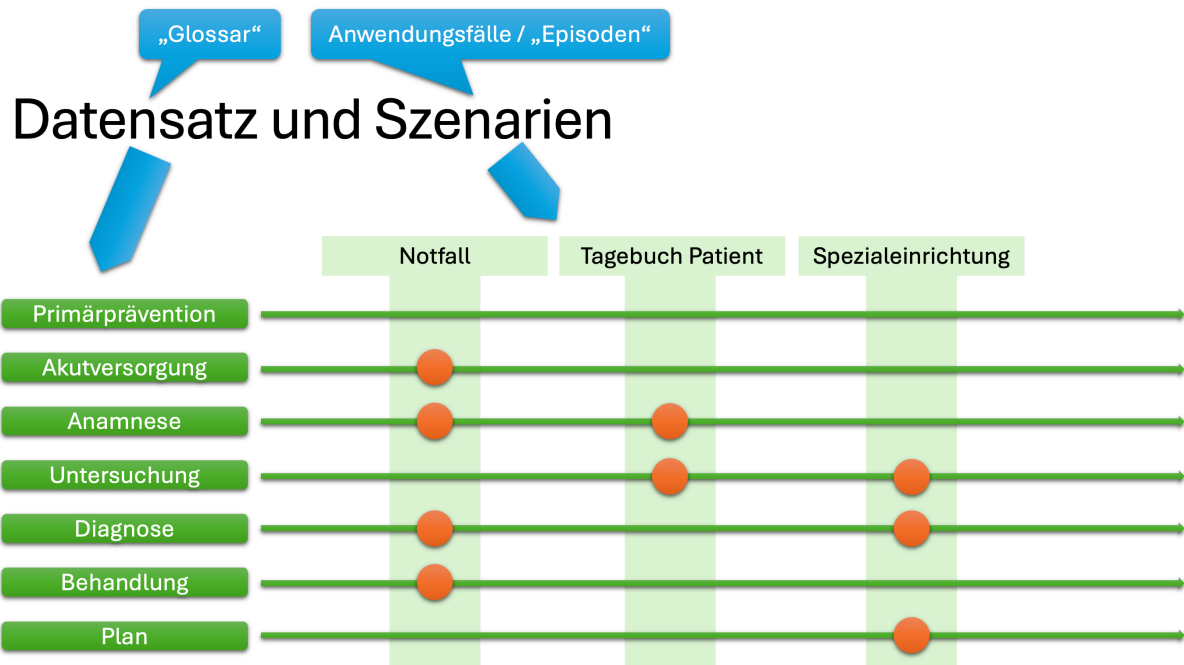 „Glossar“
Anwendungsfälle / „Episoden“
Datensatz und Szenarien
Notfall
Tagebuch Patient
Spezialeinrichtung
Primärprävention
Akutversorgung
Anamnese
Untersuchung
Diagnose
Behandlung
Plan